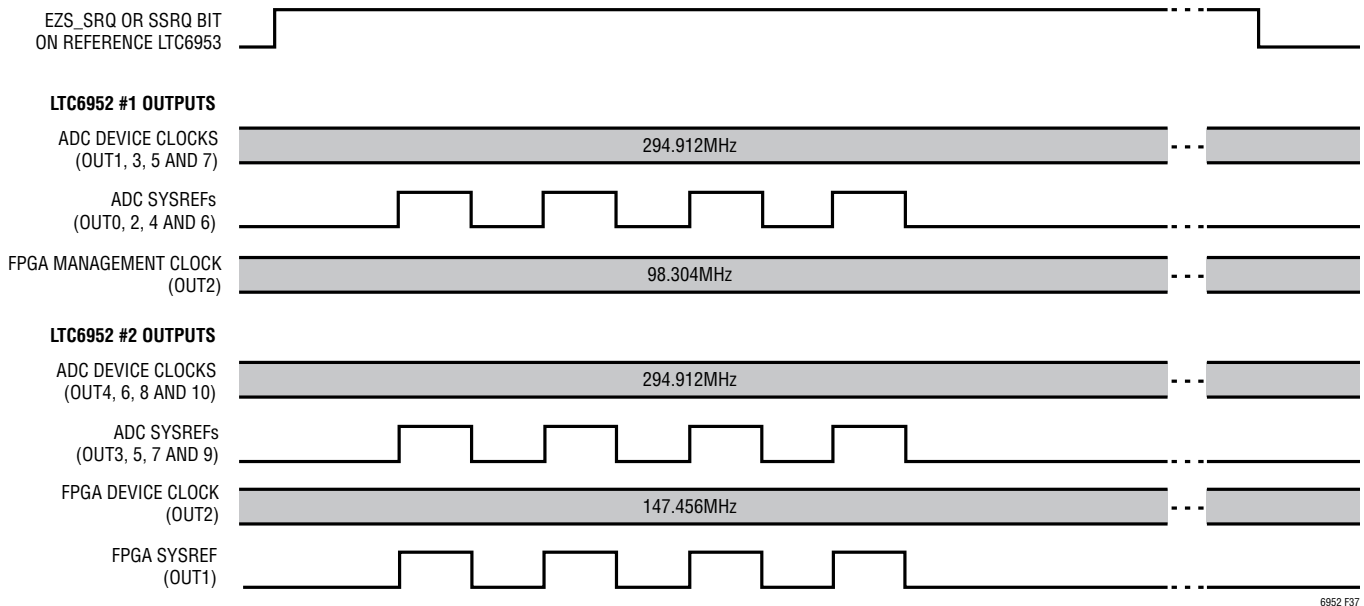 EZS_SRQ OR SSRQ BIT
ON REFERENCE LTC6953
LTC6952 #1 OUTPUTS
ADC DEVICE CLOCKS
(OUT1, 3, 5 AND 7)
294.912MHz
ADC SYSREFs
(OUT0, 2, 4 AND 6)
FPGA MANAGEMENT CLOCK
(OUT2)
98.304MHz
LTC6952 #2 OUTPUTS
ADC DEVICE CLOCKS
(OUT4, 6, 8 AND 10)
294.912MHz
ADC SYSREFs
(OUT3, 5, 7 AND 9)
FPGA DEVICE CLOCK
(OUT2)
147.456MHz
FPGA SYSREF
(OUT1)
6952 F37